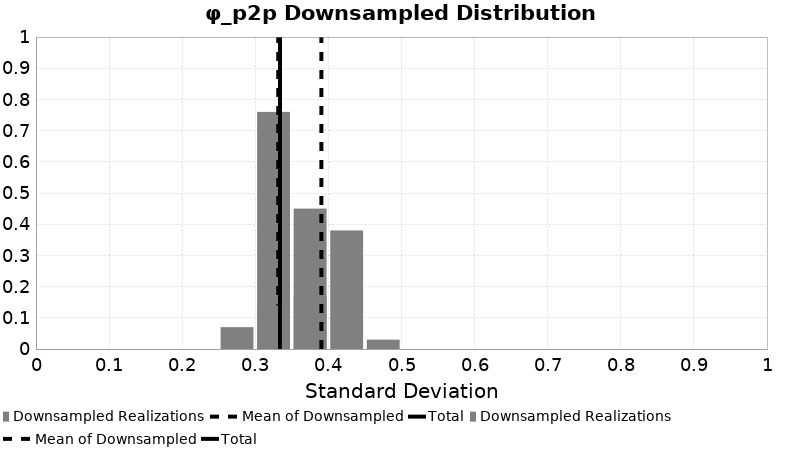 φ_p2p Downsampled Distribution
1
0.9
0.8
0.7
0.6
0.5
0.4
0.3
0.2
0.1
0
0 0.1 0.2 0.3 0.4 0.5 0.6 0.7 0.8 0.9 1
Standard Deviation
Downsampled Realizations Mean of Downsampled Total Downsampled Realizations
Mean of Downsampled Total